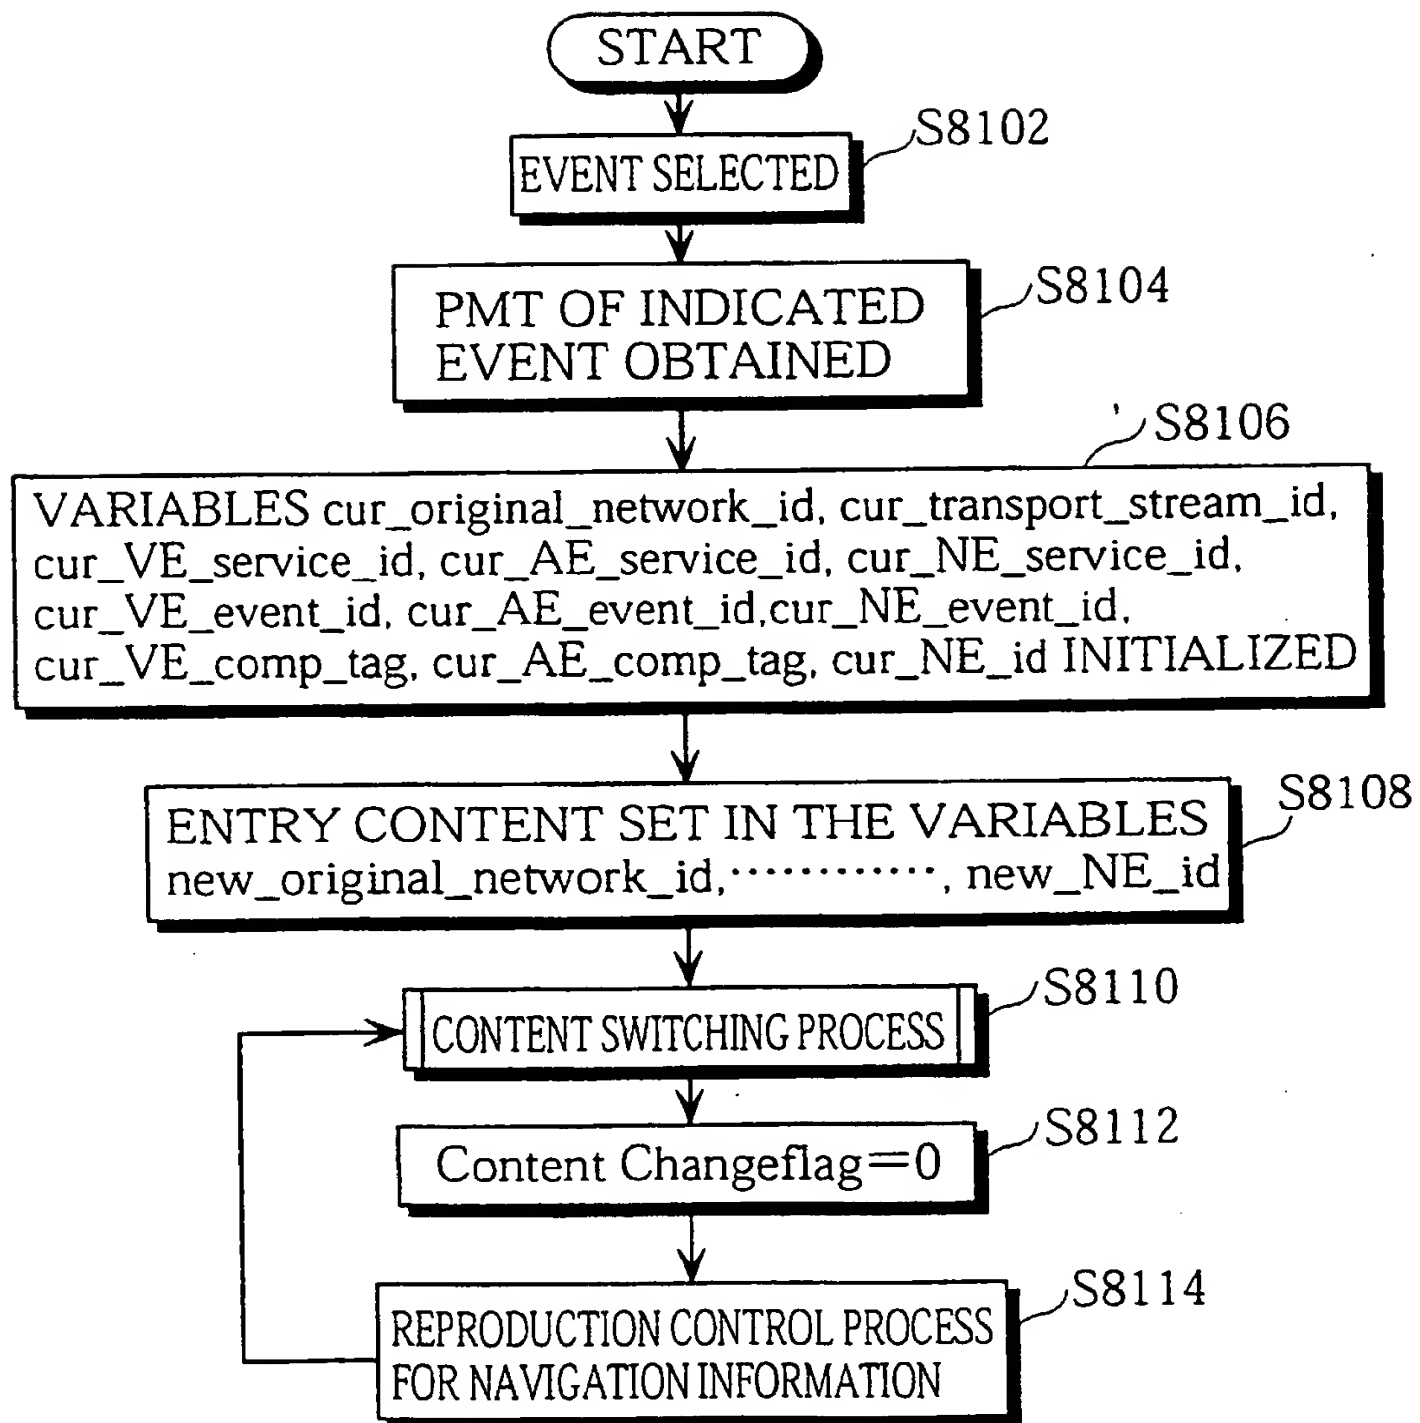 START
S8102
EVENT SELECTED
S8104
PMT OF INDICATED
EVENT OBTAINED
S8106
VARIABLES cur_original_network_id, cur_transport_stream_id,
cur_VE_service_id, cur_AE_service_id, cur_NE_service_id,
cur_VE_event_id, cur_AE_event_id,cur_NE_event_id,
cur_VE_comp_tag, cur_AE_comp_tag, cur_NE_id INITIALIZED
S8108
ENTRY CONTENT SET IN THE VARIABLES
new_original_network_id,············, new_NE_id
S8110
CONTENT SWITCHING PROCESS
S8112
Content Changeflag=0
S8114
REPRODUCTION CONTROL PROCESS
FOR NAVIGATION INFORMATION